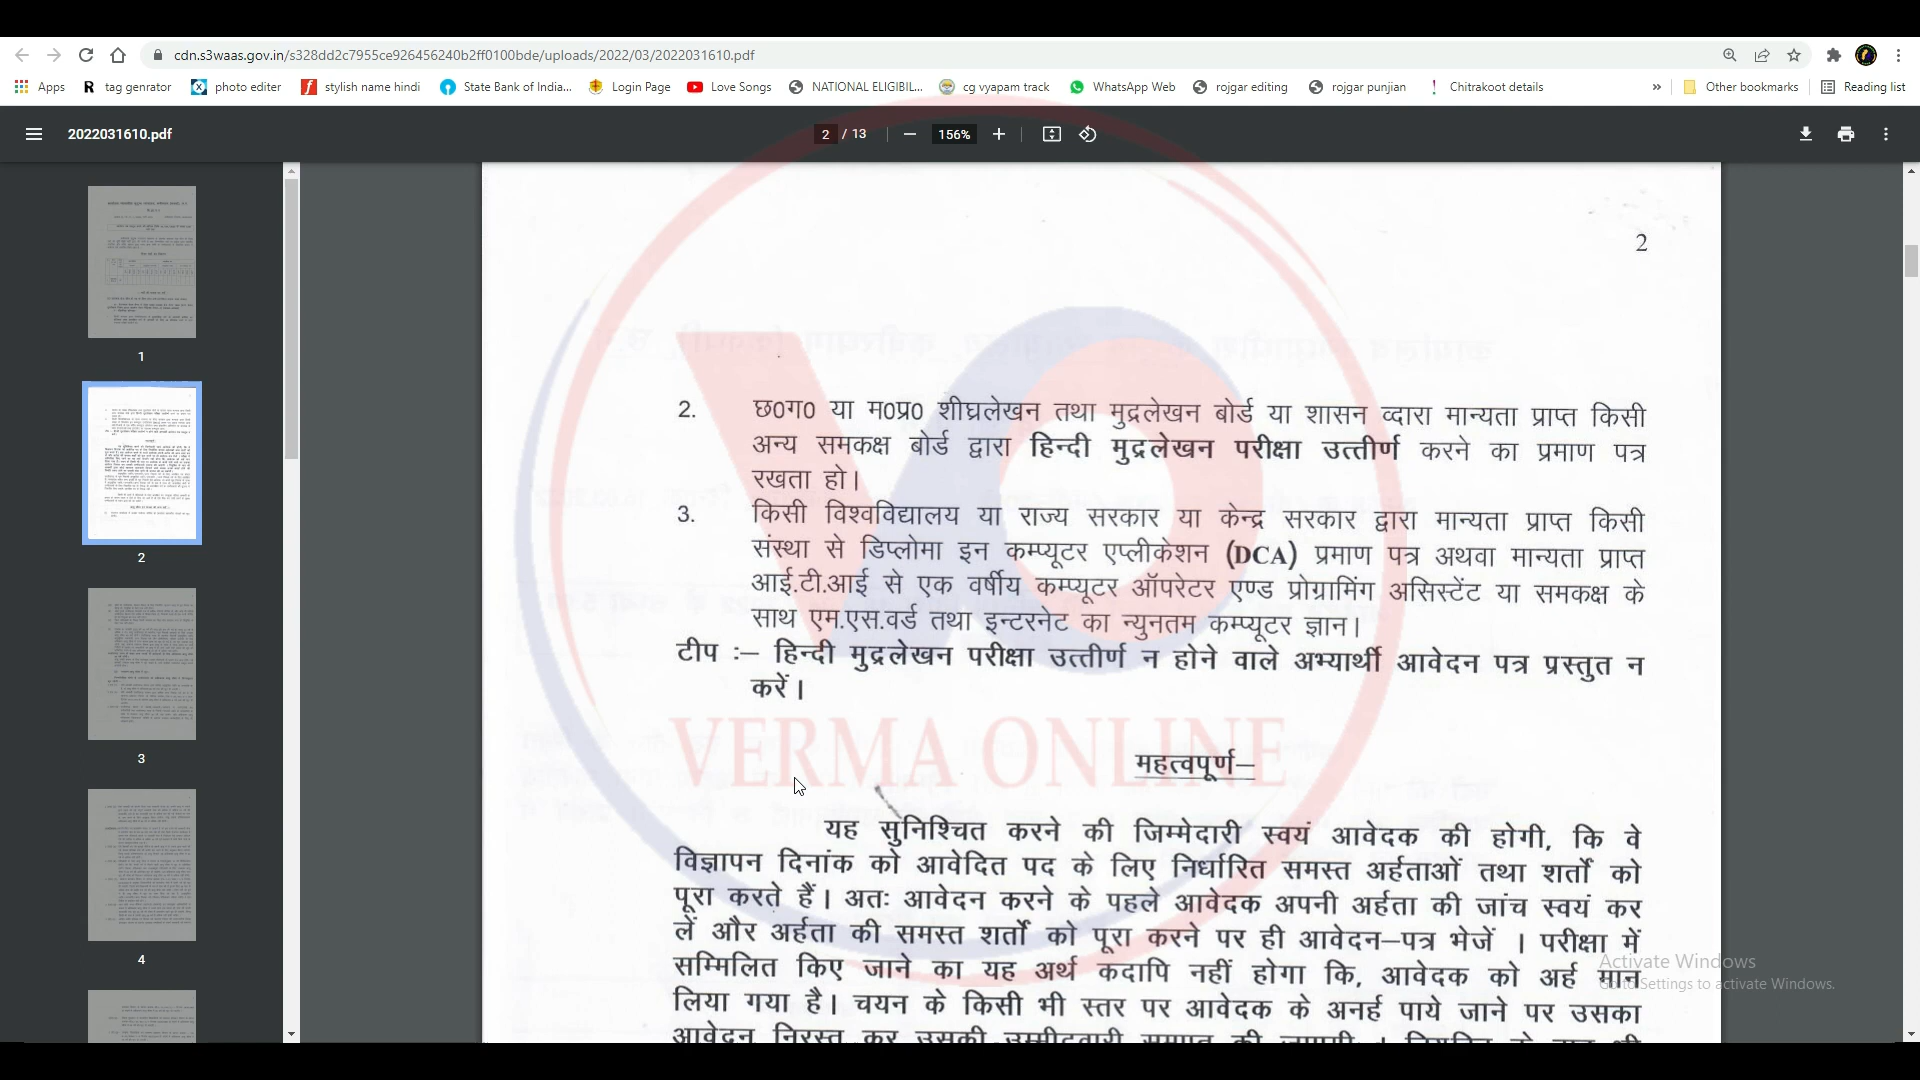 cdn.s3waas.gov.in/s328dd2c7955ce926456240b2ff0100bde/uploads/2022/03/2022031610.pdf
Apps tag genrator photo editer stylish name hindi State Bank of India... Login Page Love Songs NATIONAL ELIGIBIL... cg vyapam track WhatsApp Web rojgar editing rojgar punjian Chitrakoot details » Other bookmarks Reading list
2022031610.pdf 2 / 13 156%
1
2
3
4
2
2. छ0ग0 या म0प्र0 शीघ्रलेखन तथा मुद्रलेखन बोर्ड या शासन व्दारा मान्यता प्राप्त किसी
अन्य समकक्ष बोर्ड द्वारा हिन्दी मुद्रलेखन परीक्षा उत्तीर्ण करने का प्रमाण पत्र
रखता हो।
3. किसी विश्वविद्यालय या राज्य सरकार या केन्द्र सरकार द्वारा मान्यता प्राप्त किसी
संस्था से डिप्लोमा इन कम्प्यूटर एप्लीकेशन (DCA) प्रमाण पत्र अथवा मान्यता प्राप्त
आई.टी.आई से एक वर्षीय कम्प्यूटर ऑपरेटर एण्ड प्रोग्रामिंग असिस्टेंट या समकक्ष के
साथ एम.एस.वर्ड तथा इन्टरनेट का न्युनतम कम्प्यूटर ज्ञान।
टीप :– हिन्दी मुद्रलेखन परीक्षा उत्तीर्ण न होने वाले अभ्यार्थी आवेदन पत्र प्रस्तुत न
करें।
VERMA ONLINE
महत्वपूर्ण–
यह सुनिश्चित करने की जिम्मेदारी स्वयं आवेदक की होगी, कि वे
विज्ञापन दिनांक को आवेदित पद के लिए निर्धारित समस्त अर्हताओं तथा शर्तों को
पूरा करते हैं। अतः आवेदन करने के पहले आवेदक अपनी अर्हता की जांच स्वयं कर
लें और अर्हता की समस्त शर्तों को पूरा करने पर ही आवेदन–पत्र भेजें । परीक्षा में
सम्मिलित किए जाने का यह अर्थ कदापि नहीं होगा कि, आवेदक को अर्ह मान
लिया गया है। चयन के किसी भी स्तर पर आवेदक के अनर्ह पाये जाने पर उसका
आवेदन निरस्त कर उसकी उम्मीदवारी समाप्त की
Activate Windows
Go to Settings to activate Windows.